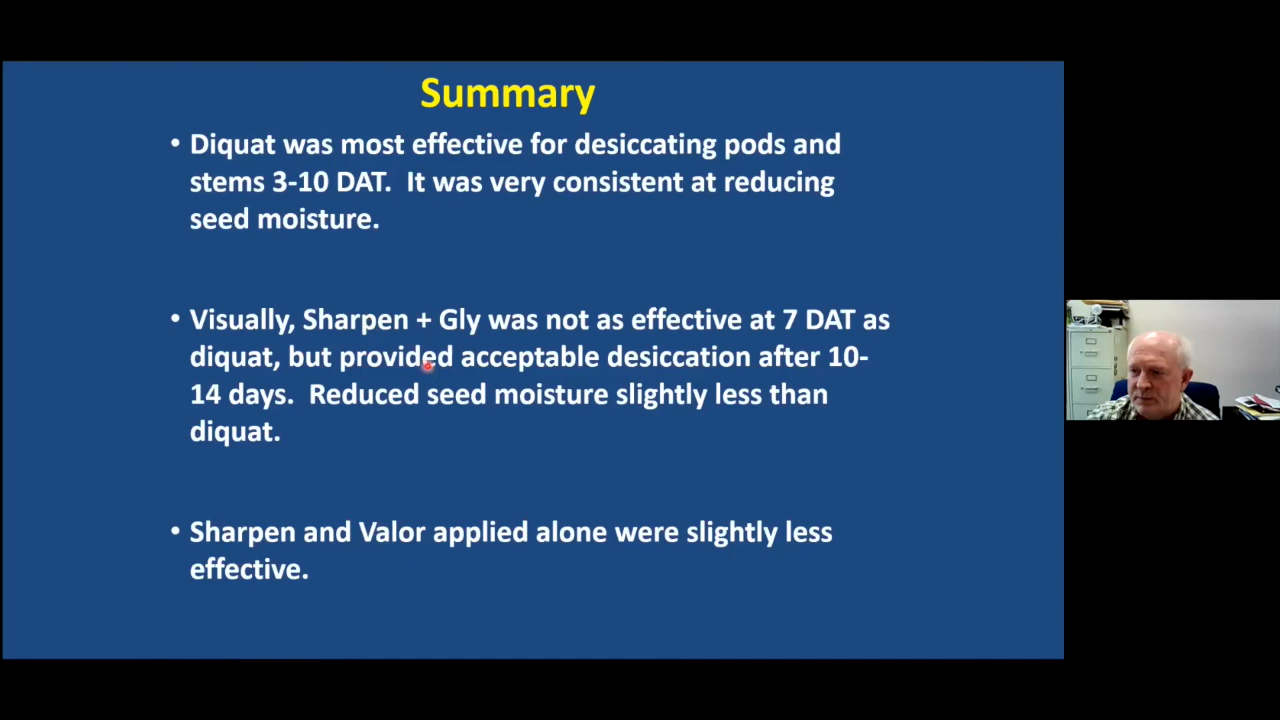 Summary
• Diquat was most effective for desiccating pods and
stems 3-10 DAT.  It was very consistent at reducing
seed moisture.
• Visually, Sharpen + Gly was not as effective at 7 DAT as
diquat, but provided acceptable desiccation after 10-
14 days.  Reduced seed moisture slightly less than
diquat.
• Sharpen and Valor applied alone were slightly less
effective.